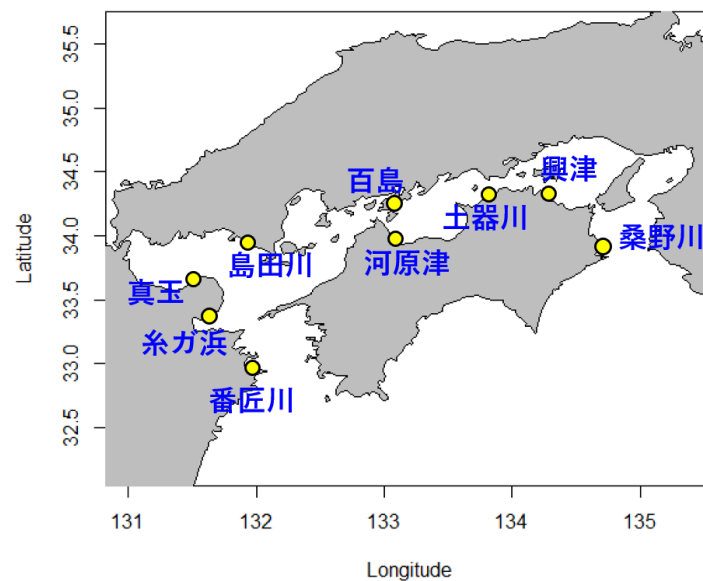 35.5
35.0
34.5
34.0
33.5
33.0
32.5
Latitude
百島
興津
土器川
桑野川
島田川
河原津
真玉
糸ガ浜
番匠川
131 132 133 134 135
Longitude